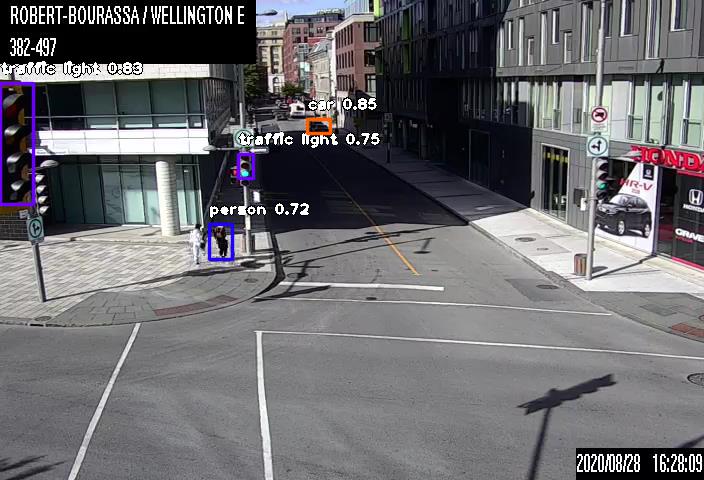 ROBERT-BOURASSA / WELLINGTON E
382-497
traffic light 0.83
car 0.85
traffic light 0.75
person 0.72
HONDA
HR-V
HONDA
2020/08/28 16:28:09